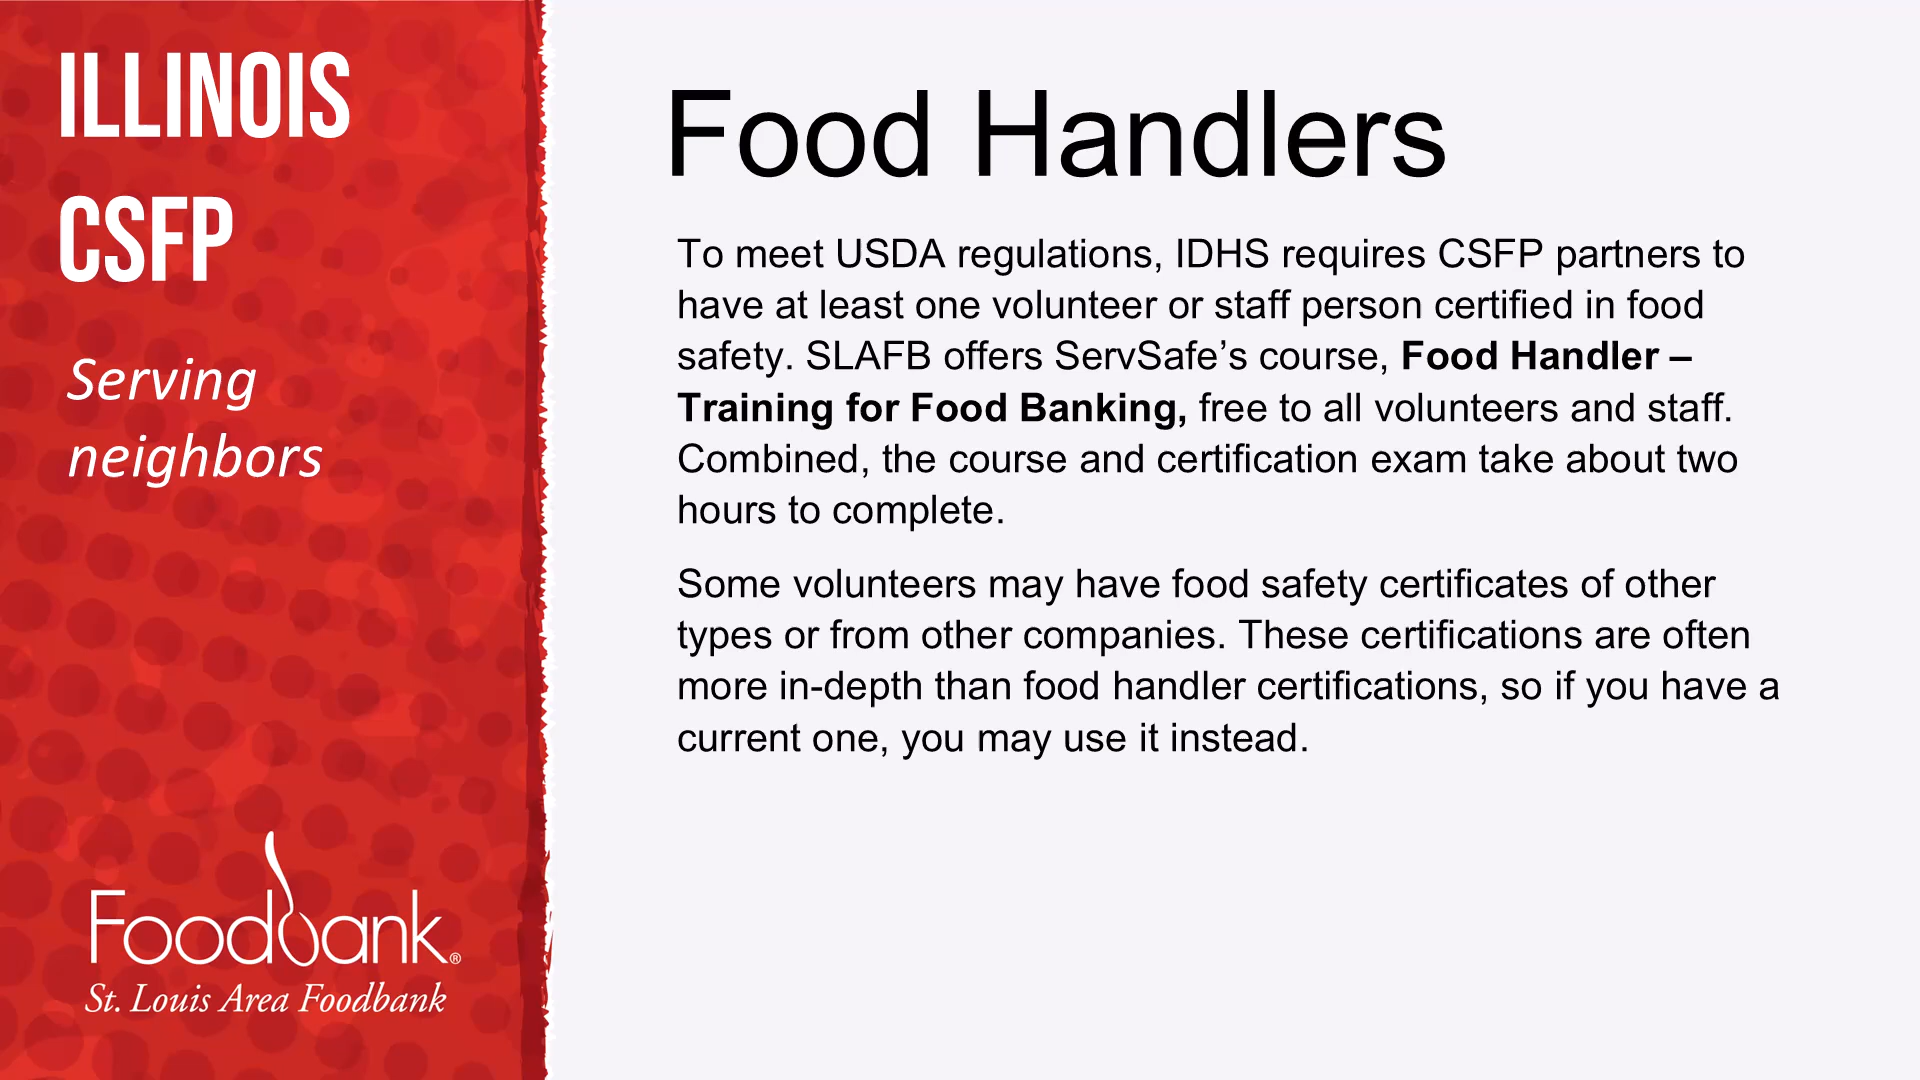 ILLINOIS
CSFP
Serving
neighbors
Foodbank®
St. Louis Area Foodbank
Food Handlers
To meet USDA regulations, IDHS requires CSFP partners to
have at least one volunteer or staff person certified in food
safety. SLAFB offers ServSafe’s course, Food Handler –
Training for Food Banking, free to all volunteers and staff.
Combined, the course and certification exam take about two
hours to complete.
Some volunteers may have food safety certificates of other
types or from other companies. These certifications are often
more in-depth than food handler certifications, so if you have a
current one, you may use it instead.